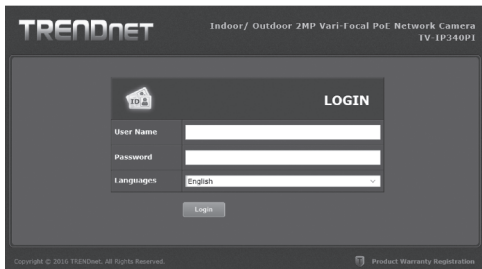 TRENDnet
Indoor/ Outdoor 2MP Vari-Focal PoE Network Camera
TV-IP340PI
ID
LOGIN
User Name
Password
Languages
English
Login
Copyright © 2016 TRENDnet. All Rights Reserved.
Product Warranty Registration